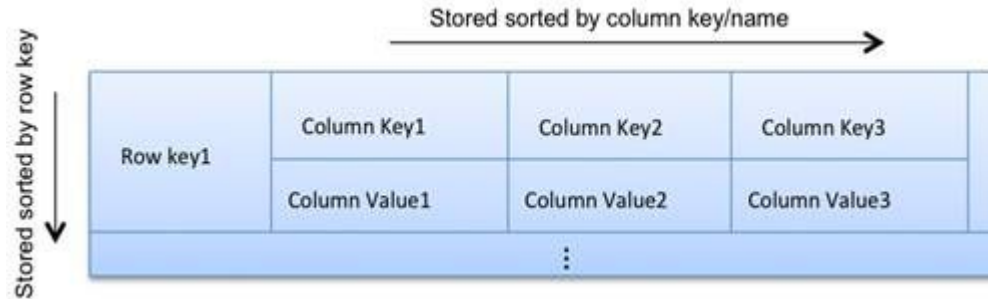 Stored sorted by column key/name
Stored sorted by row key
Row key1
Column Key1
Column Key2
Column Key3
Column Value1
Column Value2
Column Value3
⋮